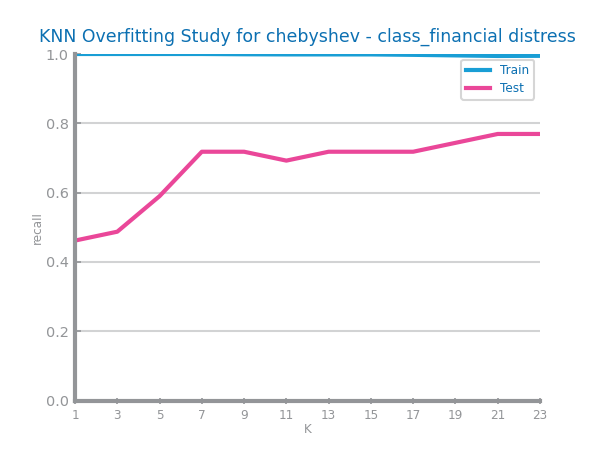 KNN Overfitting Study for chebyshev - class_financial distress
1.0
Train
Test
0.8
0.6
recall
0.4
0.2
0.0
1 3 5 7 9 11 13 15 17 19 21 23
K